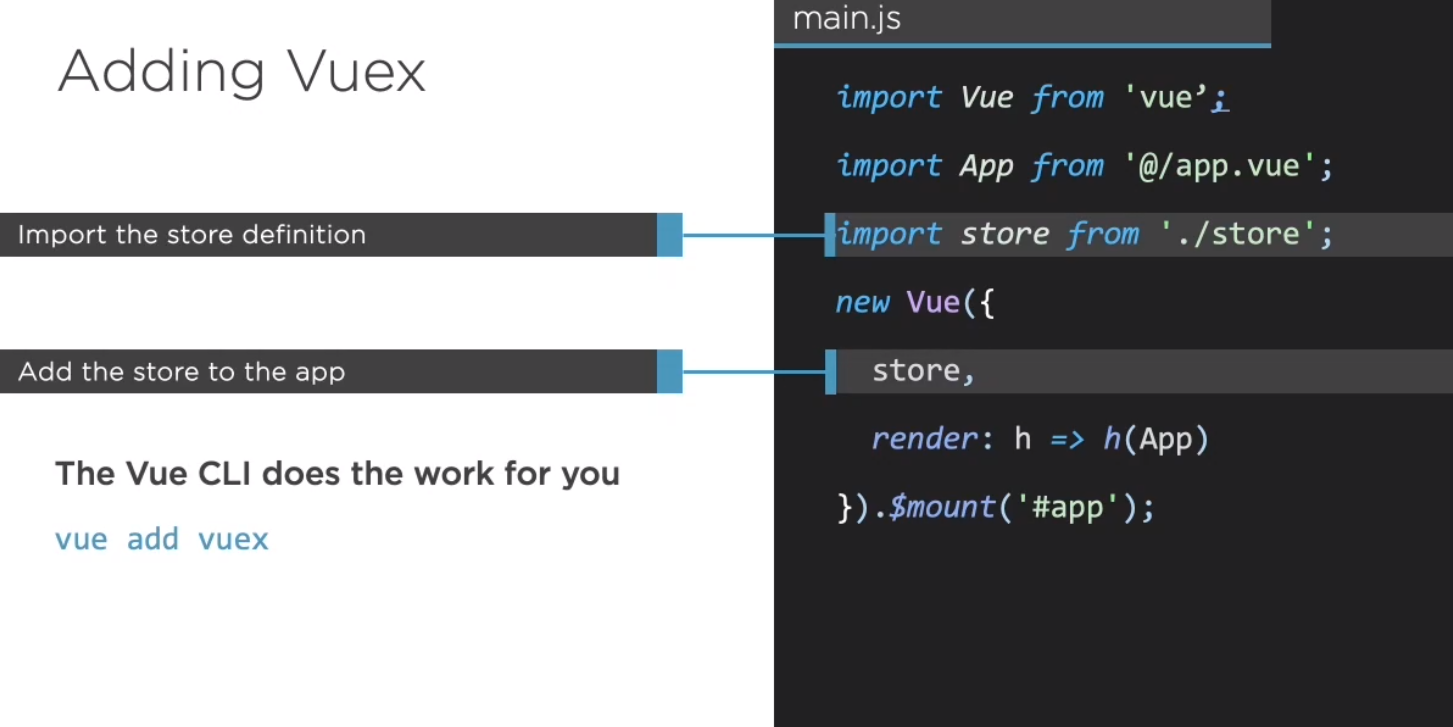 Adding Vuex
Import the store definition
Add the store to the app
The Vue CLI does the work for you
vue add vuex
main.js
import Vue from 'vue’;
import App from '@/app.vue';
import store from './store';
new Vue({
store,
render: h => h(App)
}).$mount('#app');